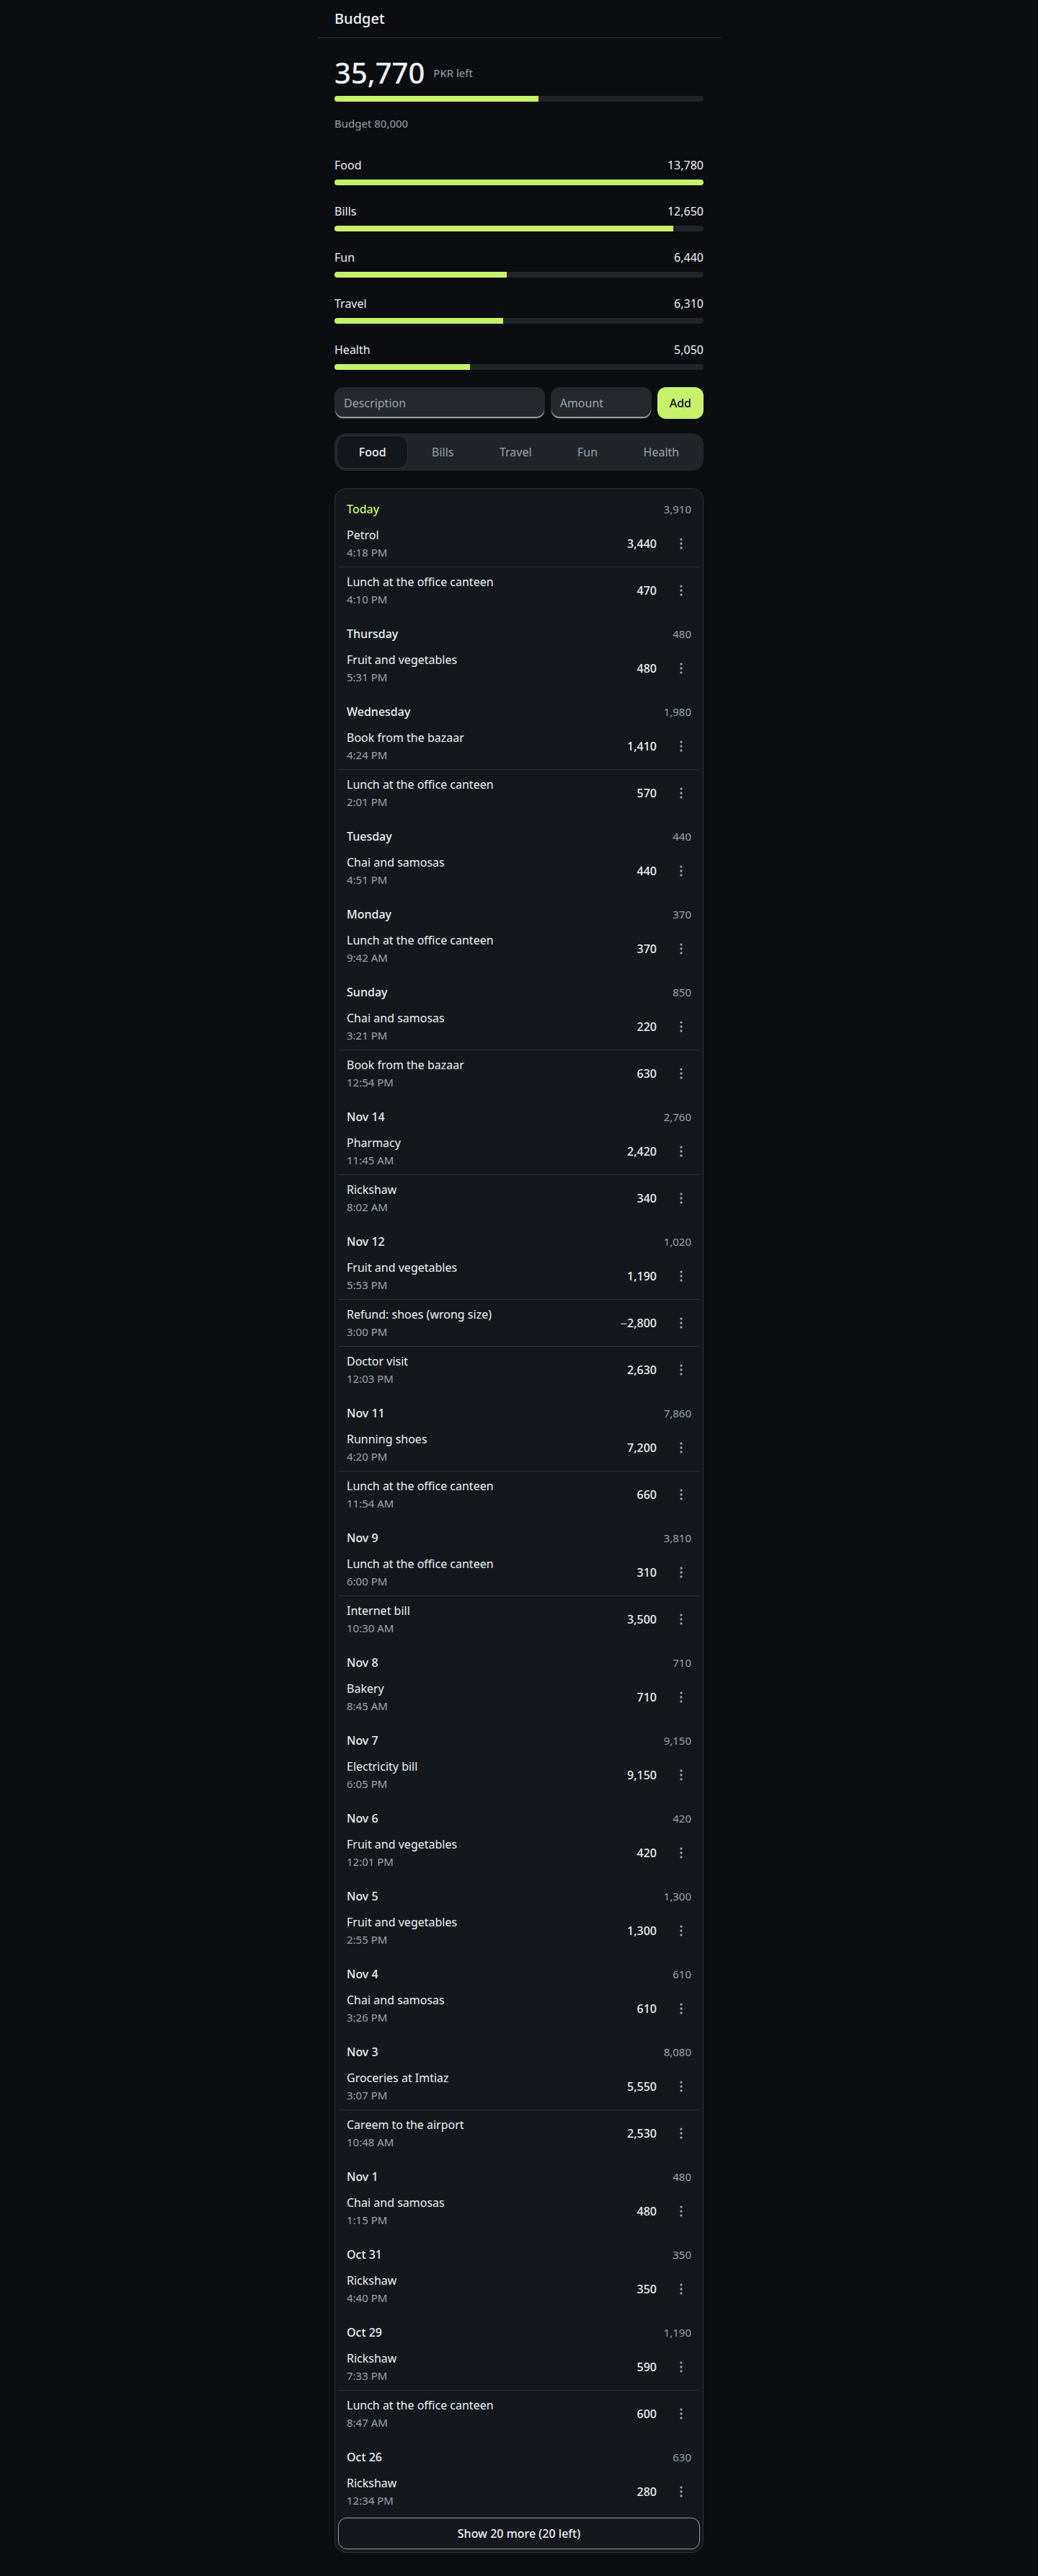 Budget
35,770 PKR left
Budget 80,000
Food 13,780
Bills 12,650
Fun 6,440
Travel 6,310
Health 5,050
Description Amount Add
Food Bills Travel Fun Health
Today 3,910
Petrol
4:18 PM
3,440
Lunch at the office canteen
4:10 PM
470
Thursday 480
Fruit and vegetables
5:31 PM
480
Wednesday 1,980
Book from the bazaar
4:24 PM
1,410
Lunch at the office canteen
2:01 PM
570
Tuesday 440
Chai and samosas
4:51 PM
440
Monday 370
Lunch at the office canteen
9:42 AM
370
Sunday 850
Chai and samosas
3:21 PM
220
Book from the bazaar
12:54 PM
630
Nov 14 2,760
Pharmacy
11:45 AM
2,420
Rickshaw
8:02 AM
340
Nov 12 1,020
Fruit and vegetables
5:53 PM
1,190
Refund: shoes (wrong size)
3:00 PM
−2,800
Doctor visit
12:03 PM
2,630
Nov 11 7,860
Running shoes
4:20 PM
7,200
Lunch at the office canteen
11:54 AM
660
Nov 9 3,810
Lunch at the office canteen
6:00 PM
310
Internet bill
10:30 AM
3,500
Nov 8 710
Bakery
8:45 AM
710
Nov 7 9,150
Electricity bill
6:05 PM
9,150
Nov 6 420
Fruit and vegetables
12:01 PM
420
Nov 5 1,300
Fruit and vegetables
2:55 PM
1,300
Nov 4 610
Chai and samosas
3:26 PM
610
Nov 3 8,080
Groceries at Imtiaz
3:07 PM
5,550
Careem to the airport
10:48 AM
2,530
Nov 1 480
Chai and samosas
1:15 PM
480
Oct 31 350
Rickshaw
4:40 PM
350
Oct 29 1,190
Rickshaw
7:33 PM
590
Lunch at the office canteen
8:47 AM
600
Oct 26 630
Rickshaw
12:34 PM
280
Show 20 more (20 left)